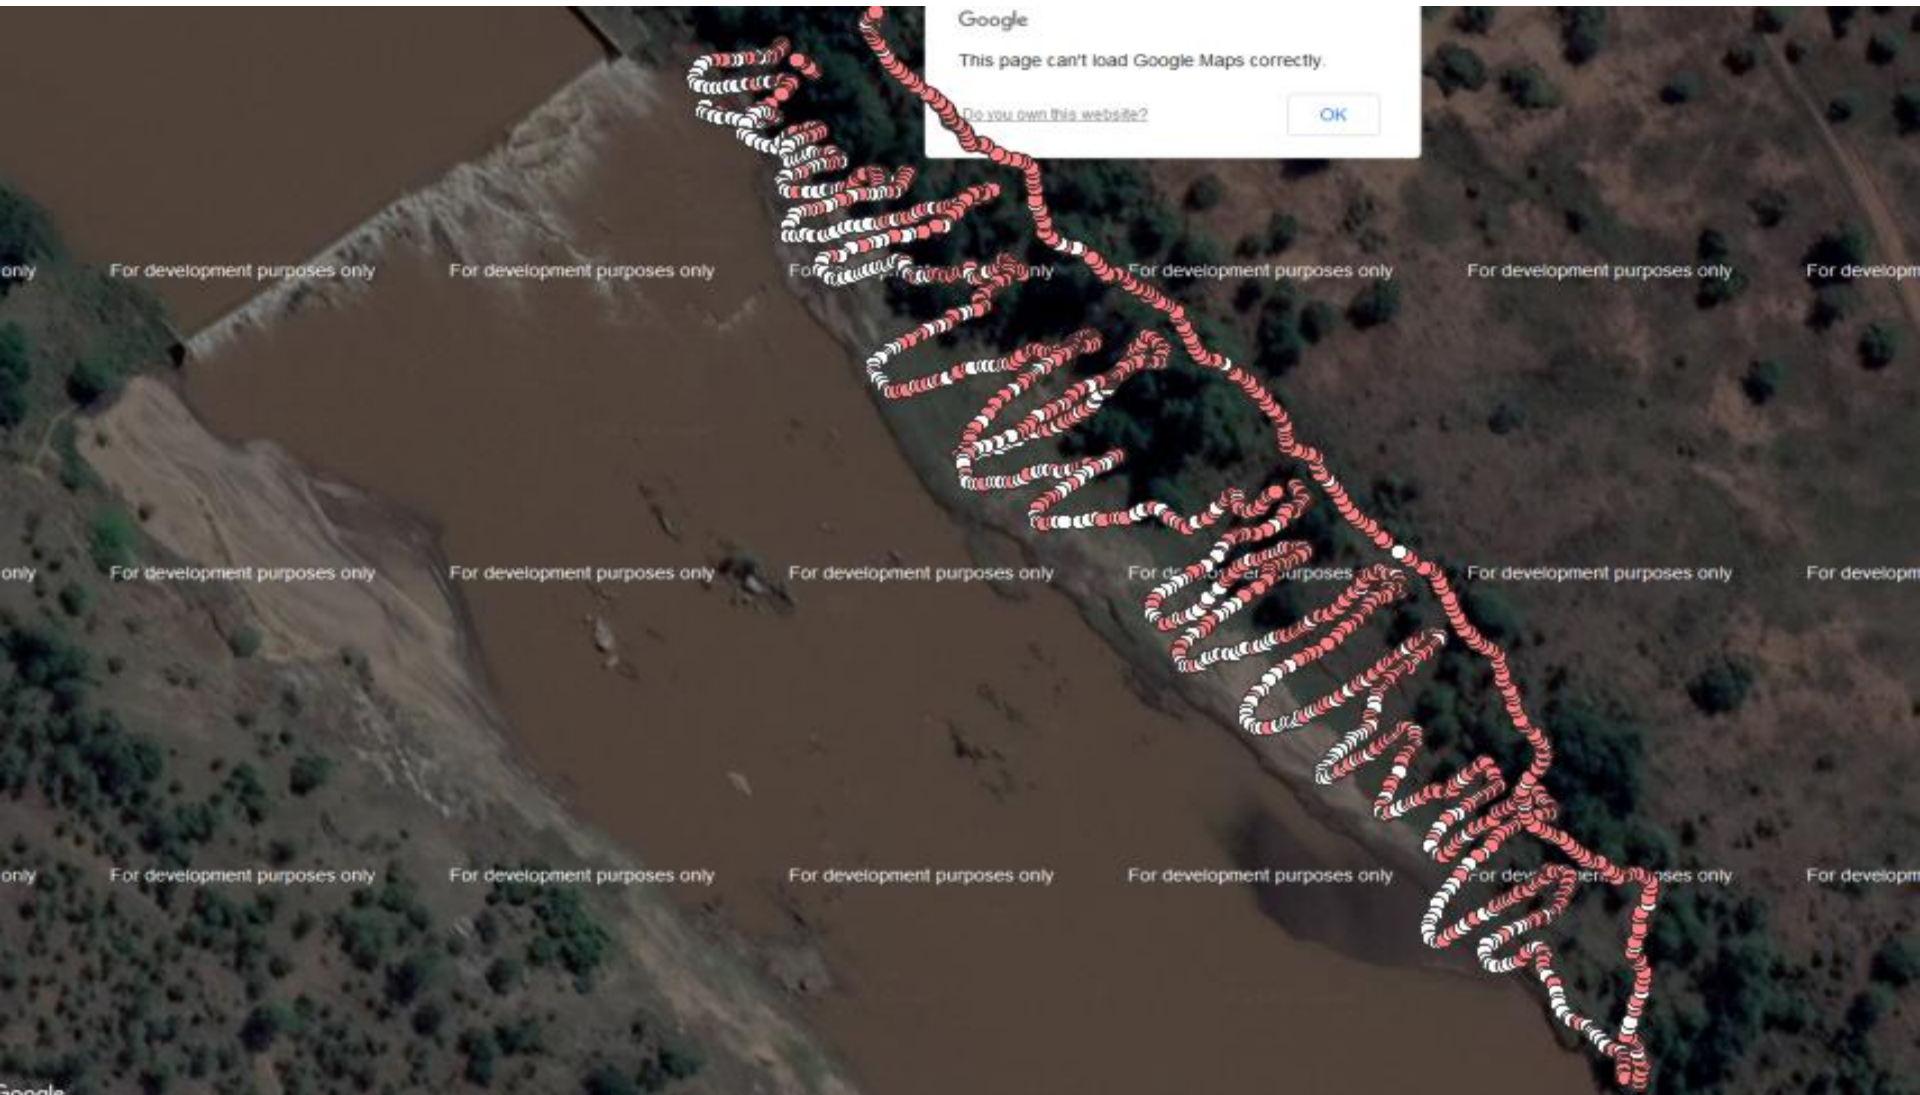 Google
This page can't load Google Maps correctly.
Do you own this website?
OK
only For development purposes only For development purposes only only For development purposes only For development purposes only For developm
only For development purposes only For development purposes only For development purposes only purposes For development purposes only For developm
only For development purposes only For development purposes only For development purposes only For development purposes only only For developm
Google